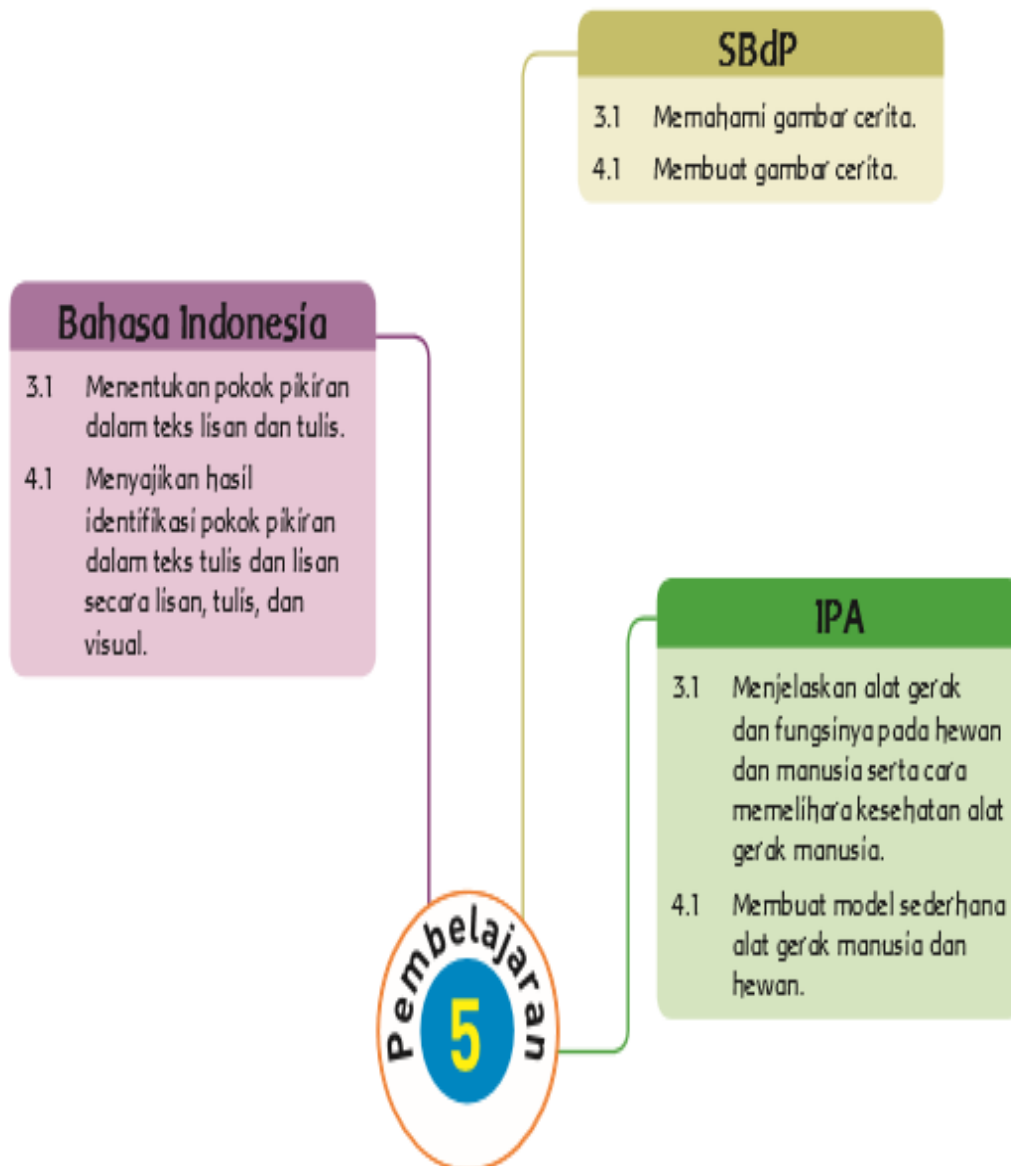 SBdP
3.1 Memahami gambar cerita.
4.1 Membuat gambar cerita.
Bahasa Indonesia
3.1 Menentukan pokok pikiran
dalam teks lisan dan tulis.
4.1 Menyajikan hasil
identifikasi pokok pikiran
dalam teks tulis dan lisan
secara lisan, tulis, dan
visual.
IPA
3.1 Menjelaskan alat gerak
dan fungsinya pada hewan
dan manusia serta cara
memelihara kesehatan alat
gerak manusia.
4.1 Membuat model sederhana
alat gerak manusia dan
hewan.
Pembelajaran
5